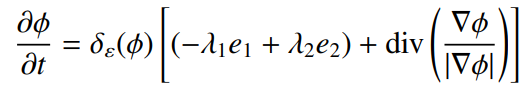 ∂ϕ/∂t = δ_ε(ϕ) [(-λ₁e₁ + λ₂e₂) + div(∇ϕ/|∇ϕ|)]